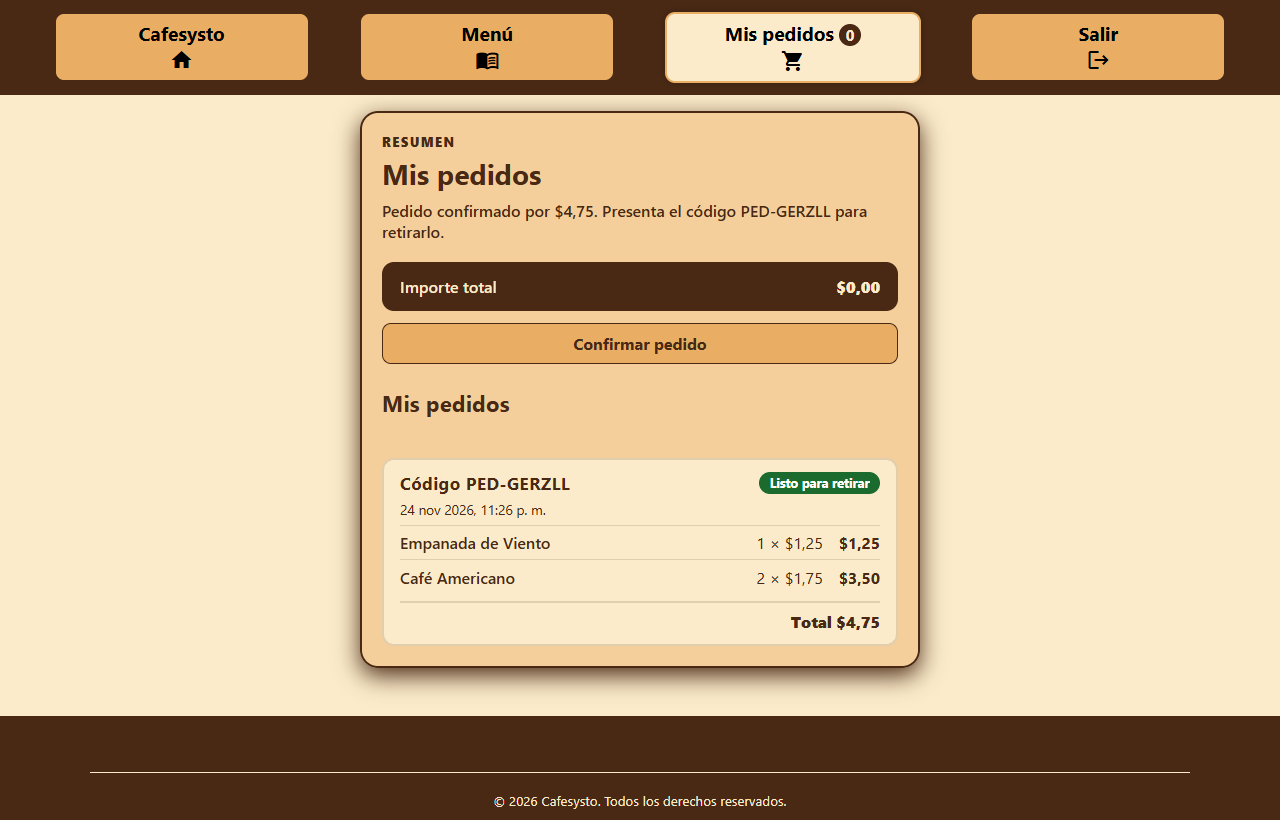 Cafesysto
Menú
Mis pedidos 0
Salir
RESUMEN
Mis pedidos
Pedido confirmado por $4,75. Presenta el código PED-GERZLL para
retirarlo.
Importe total $0,00
Confirmar pedido
Mis pedidos
Código PED-GERZLL Listo para retirar
24 nov 2026, 11:26 p. m.
Empanada de Viento 1 × $1,25 $1,25
Café Americano 2 × $1,75 $3,50
Total $4,75
© 2026 Cafesysto. Todos los derechos reservados.